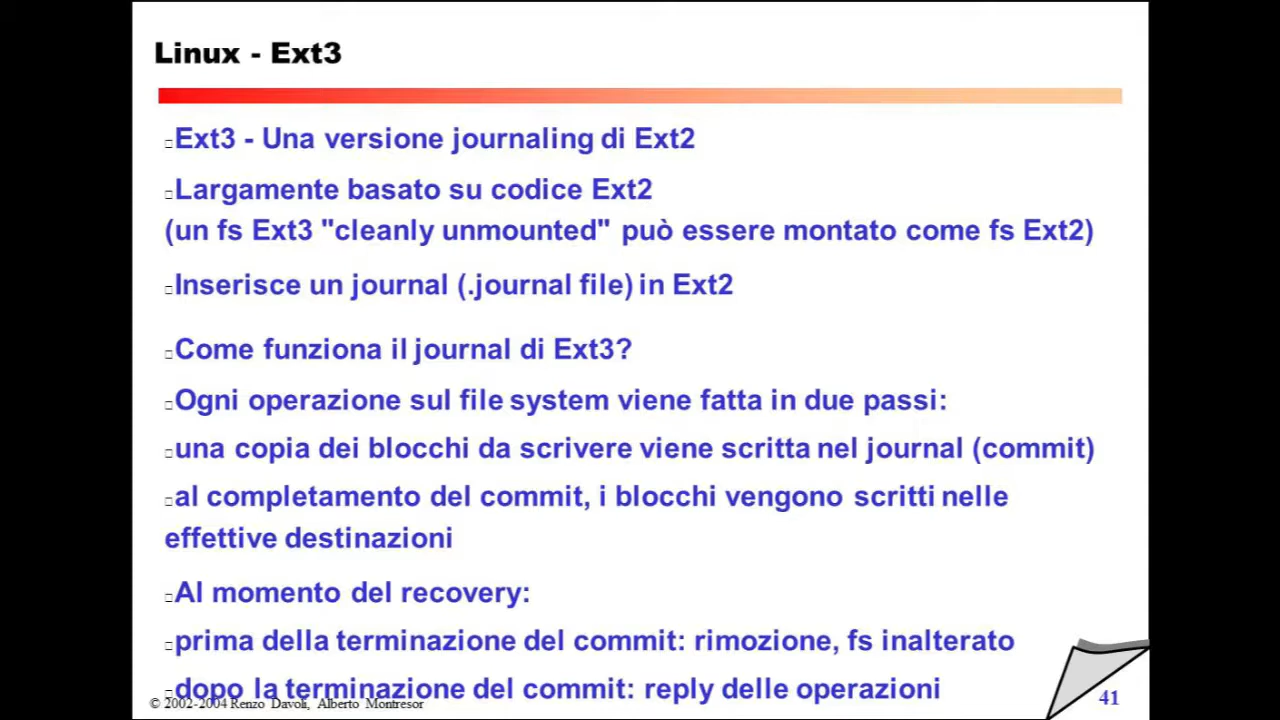 Linux - Ext3
Ext3 - Una versione journaling di Ext2
Largamente basato su codice Ext2
(un fs Ext3 "cleanly unmounted" può essere montato come fs Ext2)
Inserisce un journal (.journal file) in Ext2
Come funziona il journal di Ext3?
Ogni operazione sul file system viene fatta in due passi:
una copia dei blocchi da scrivere viene scritta nel journal (commit)
al completamento del commit, i blocchi vengono scritti nelle
effettive destinazioni
Al momento del recovery:
prima della terminazione del commit: rimozione, fs inalterato
dopo la terminazione del commit: reply delle operazioni
© 2002-2004 Renzo Davoli, Alberto Montresor
41